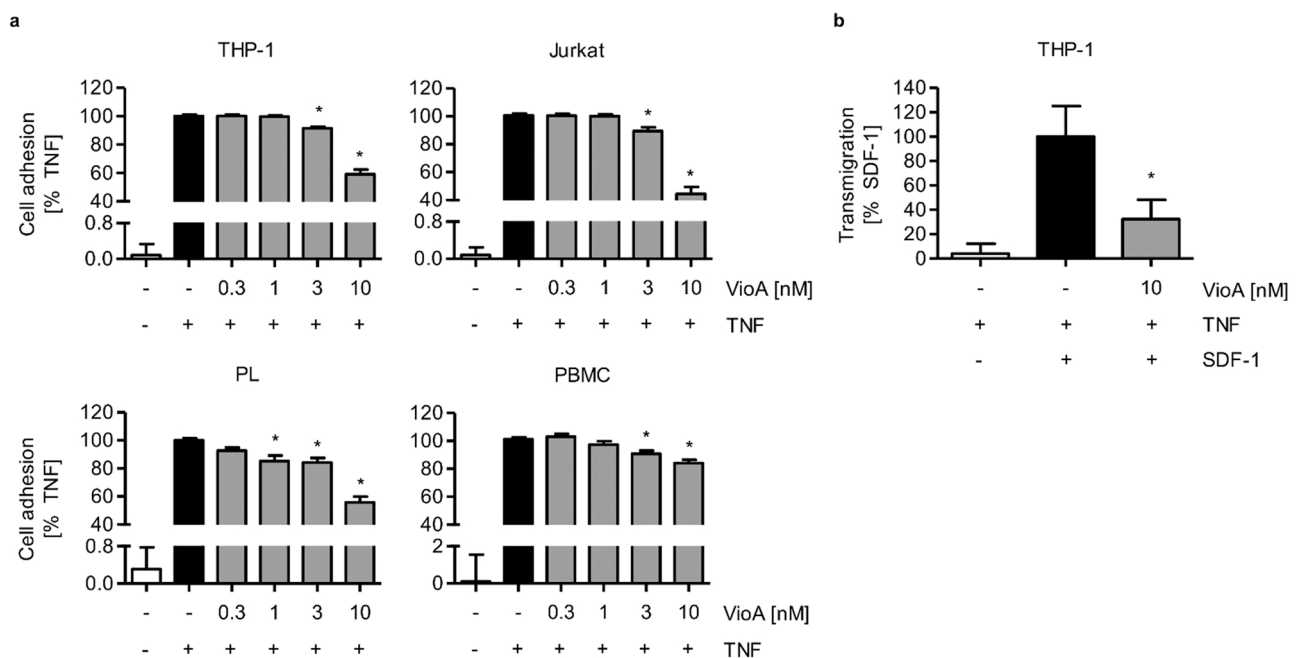 a
b
THP-1
Jurkat
THP-1
Cell adhesion
[% TNF]
120
100
80
60
40
0.8
0.0
* *
- - 0.3 1 3 10
- + + + + +
120
100
80
60
40
0.8
0.0
* *
- - 0.3 1 3 10 VioA [nM]
- + + + + + TNF
Transmigration
[% SDF-1]
140
120
100
80
60
40
20
0
*
- - 10 VioA [nM]
+ + + TNF
- + + SDF-1
PL
PBMC
Cell adhesion
[% TNF]
120
100
80
60
40
0.8
0.0
* * *
- - 0.3 1 3 10
- + + + + +
120
100
80
60
40
2
0
* *
- - 0.3 1 3 10 VioA [nM]
- + + + + + TNF